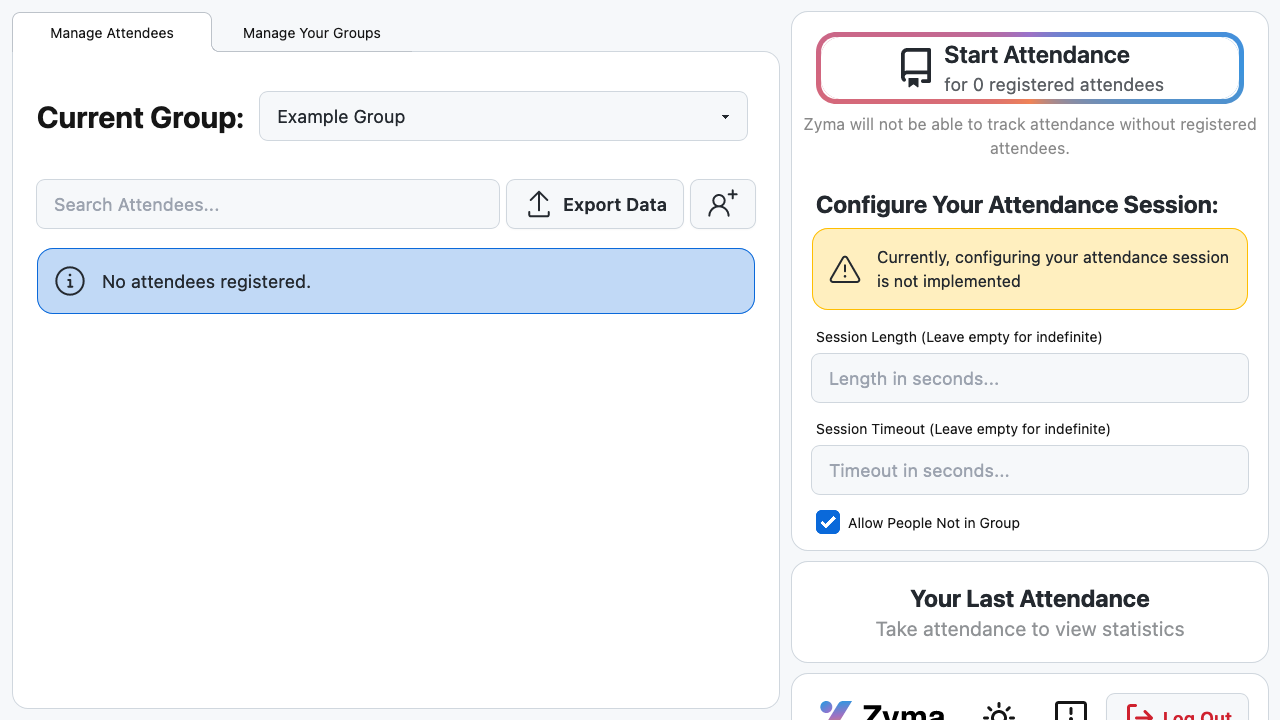 Manage Attendees
Manage Your Groups
Current Group:
Example Group
Search Attendees...
Export Data
No attendees registered.
Start Attendance
for 0 registered attendees
Zyma will not be able to track attendance without registered
attendees.
Configure Your Attendance Session:
Currently, configuring your attendance session
is not implemented
Session Length (Leave empty for indefinite)
Length in seconds...
Session Timeout (Leave empty for indefinite)
Timeout in seconds...
Allow People Not in Group
Your Last Attendance
Take attendance to view statistics
Zyma
Log Out